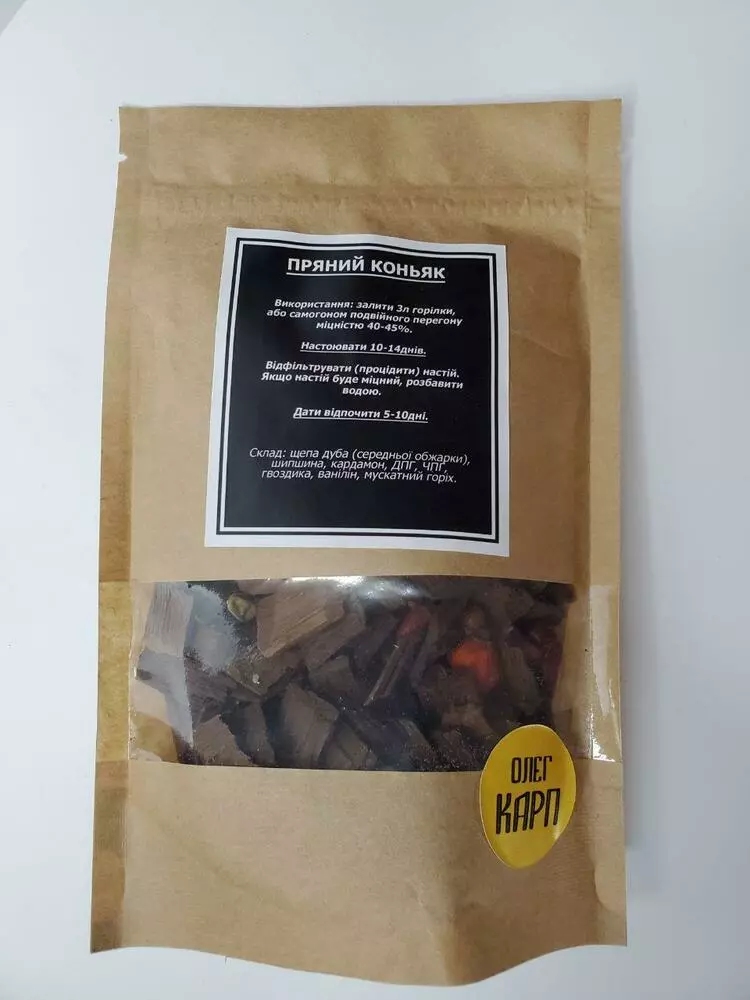 ПРЯНИЙ КОНЬЯК
Використання: залити 3л горілки,
або самогоном подвійного перегону
міцністю 40-45%.
Настоювати 10-14днів.
Відфільтрувати (процідити) настій.
Якщо настій буде міцний, розбавити
водою.
Дати відпочити 5-10дні.
Склад: щепа дуба (середньої обжарки),
шипшина, кардамон, ДПГ, ЧПГ,
гвоздика, ванілін, мускатний горіх.
ОЛЕГ
КАРП